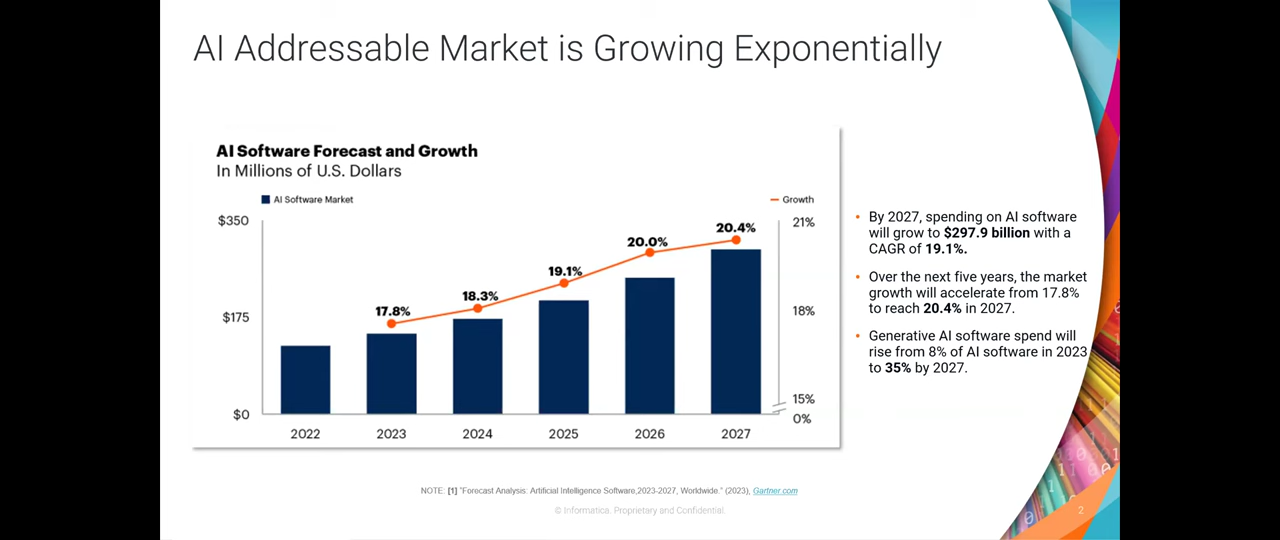 AI Addressable Market is Growing Exponentially
AI Software Forecast and Growth
In Millions of U.S. Dollars
AI Software Market
Growth
$350
$175
$0
21%
18%
15%
0%
17.8%
18.3%
19.1%
20.0%
20.4%
2022
2023
2024
2025
2026
2027
• By 2027, spending on AI software
will grow to $297.9 billion with a
CAGR of 19.1%.
• Over the next five years, the market
growth will accelerate from 17.8%
to reach 20.4% in 2027.
• Generative AI software spend will
rise from 8% of AI software in 2023
to 35% by 2027.
NOTE: [1] "Forecast Analysis: Artificial Intelligence Software,2023-2027, Worldwide." (2023), Gartner.com
© Informatica. Proprietary and Confidential.
2